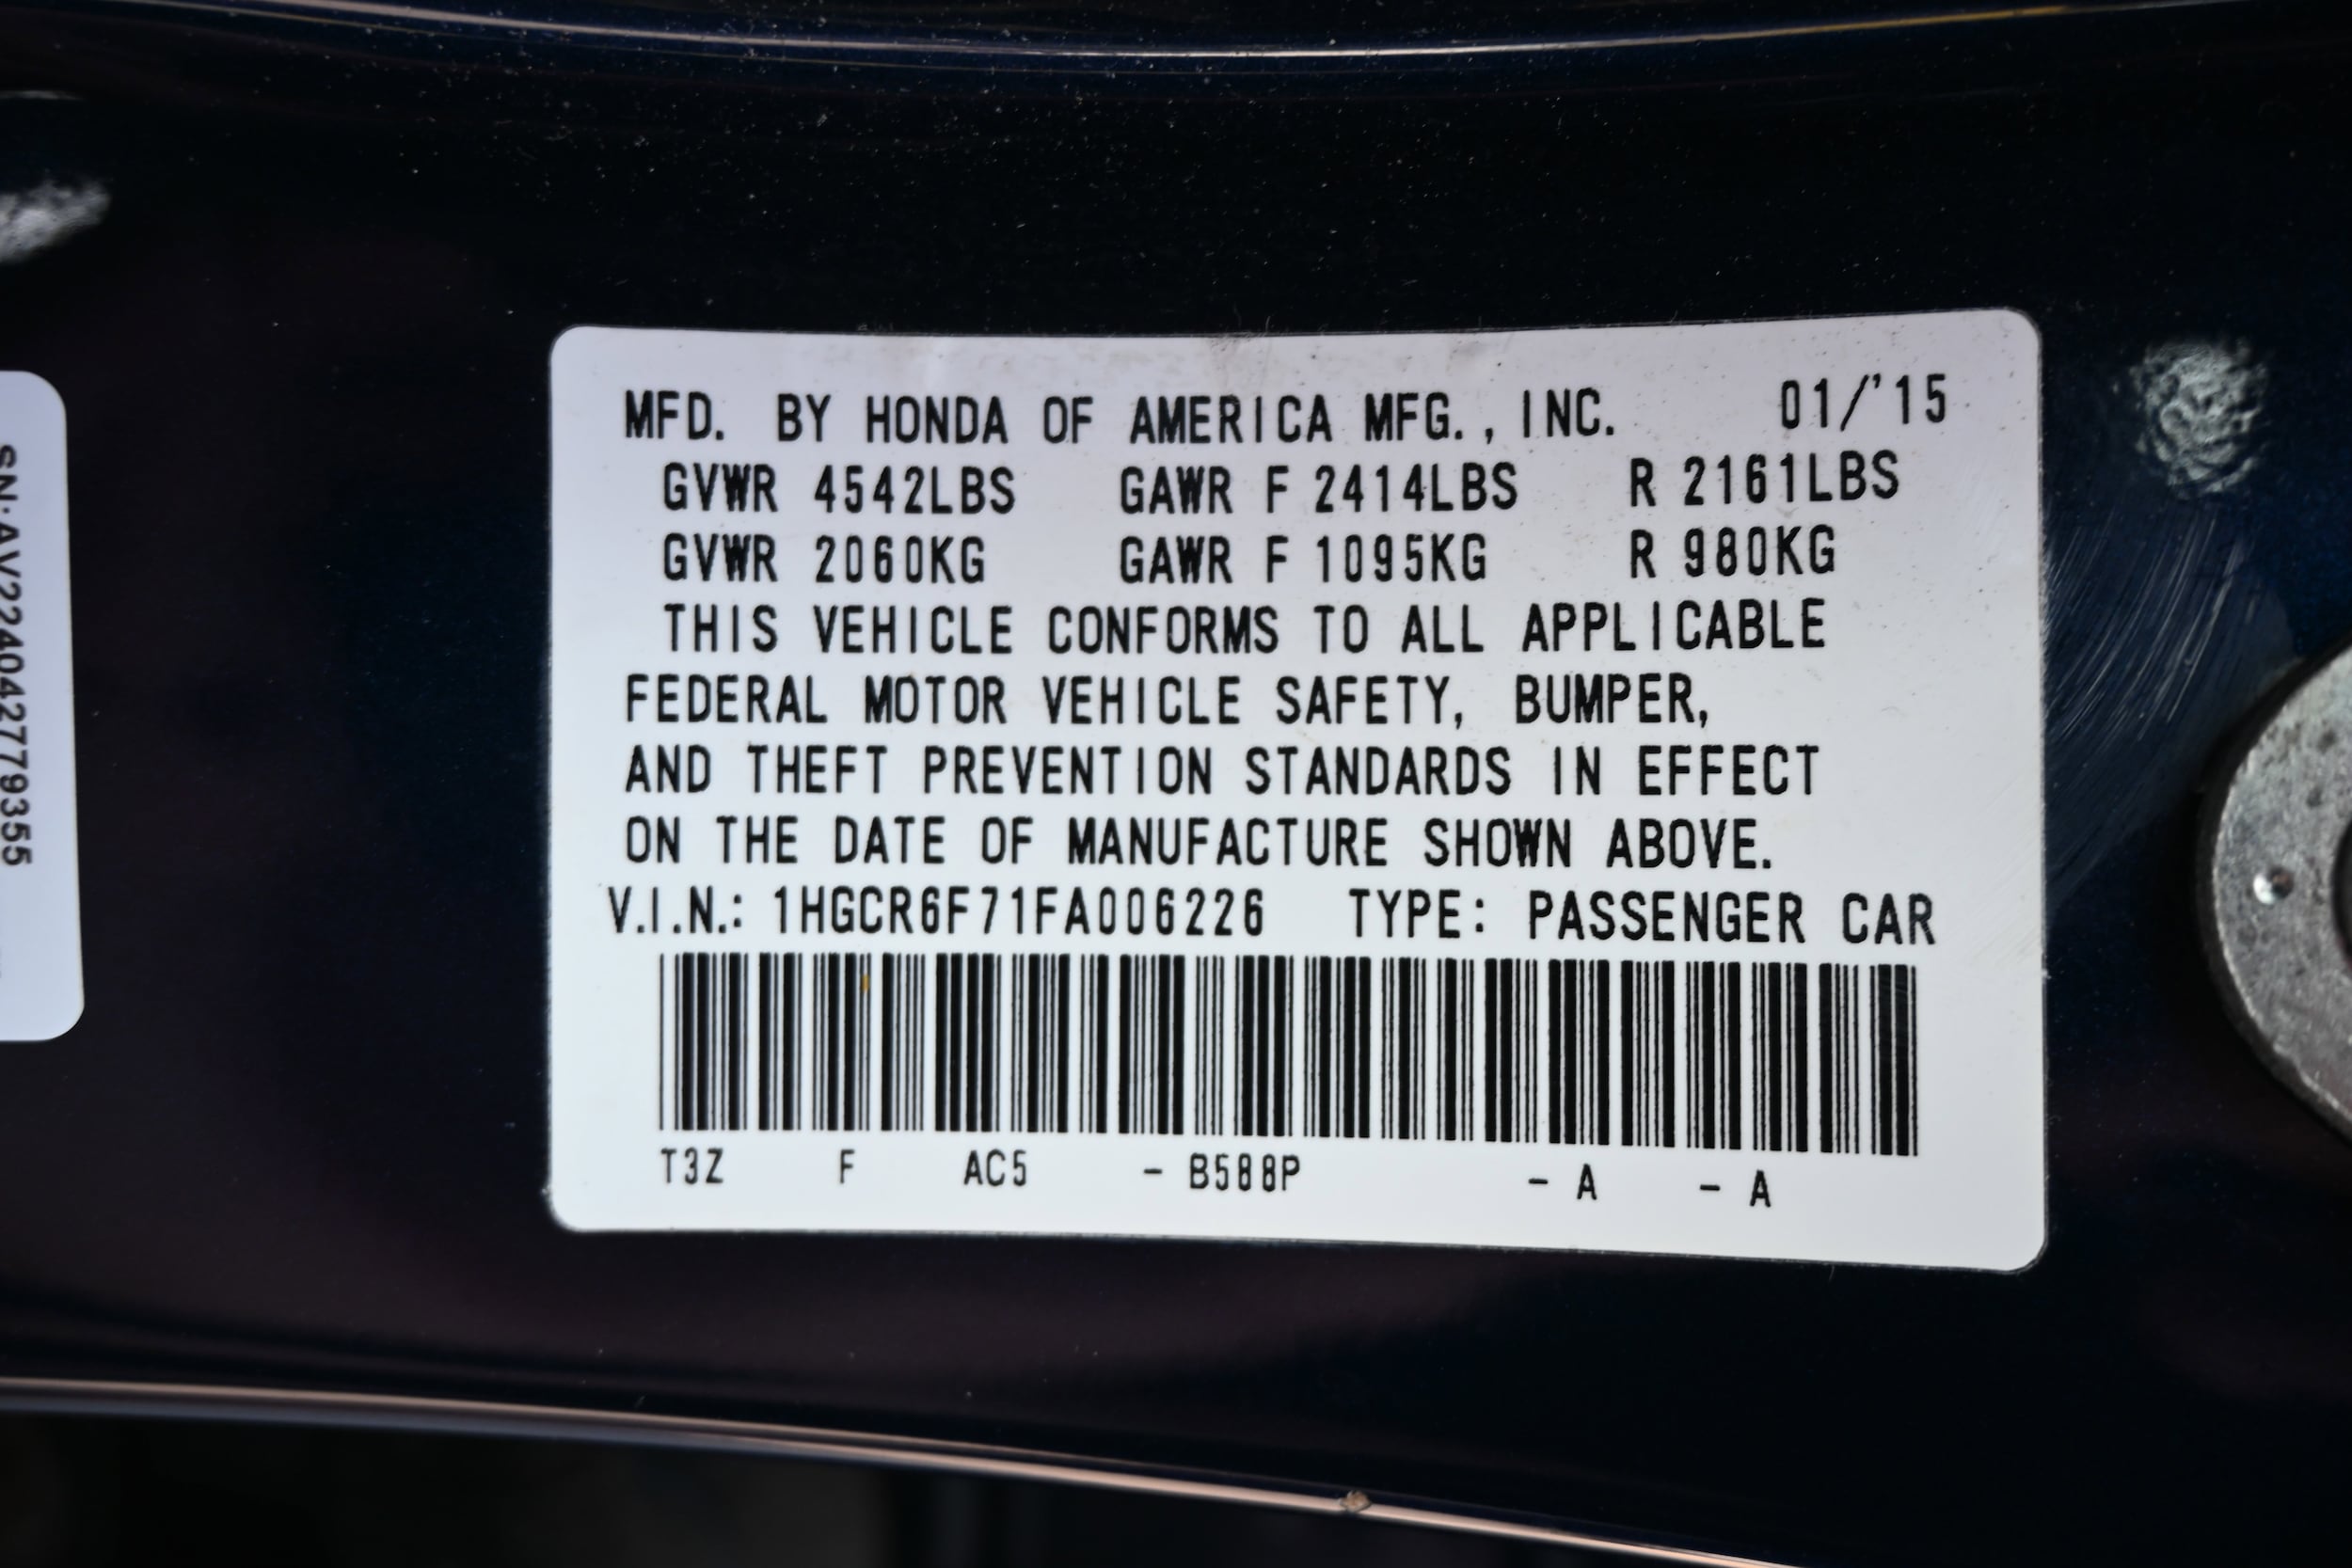 MFD. BY HONDA OF AMERICA MFG., INC. 01/'15
GVWR 4542LBS GAWR F 2414LBS R 2161LBS
GVWR 2060KG GAWR F 1095KG R 980KG
THIS VEHICLE CONFORMS TO ALL APPLICABLE
FEDERAL MOTOR VEHICLE SAFETY, BUMPER,
AND THEFT PREVENTION STANDARDS IN EFFECT
ON THE DATE OF MANUFACTURE SHOWN ABOVE.
V.I.N.: 1HGCR6F71FA006226 TYPE: PASSENGER CAR
T3Z F AC5 - B588P - A - A
SN:AV224042779355